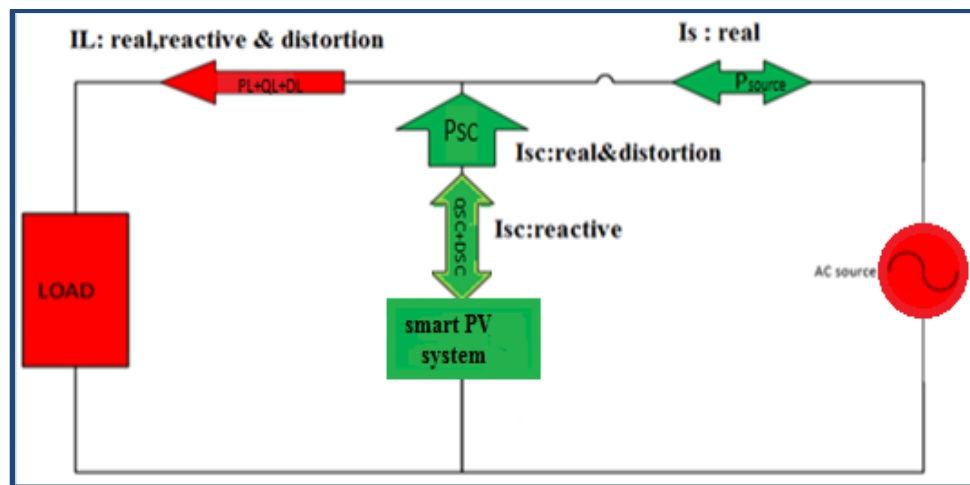 IL: real,reactive & distortion
Is : real
PL+QL+DL
Psource
Psc
Isc:real&distortion
QSC+DSC
Isc:reactive
AC source
LOAD
smart PV
system